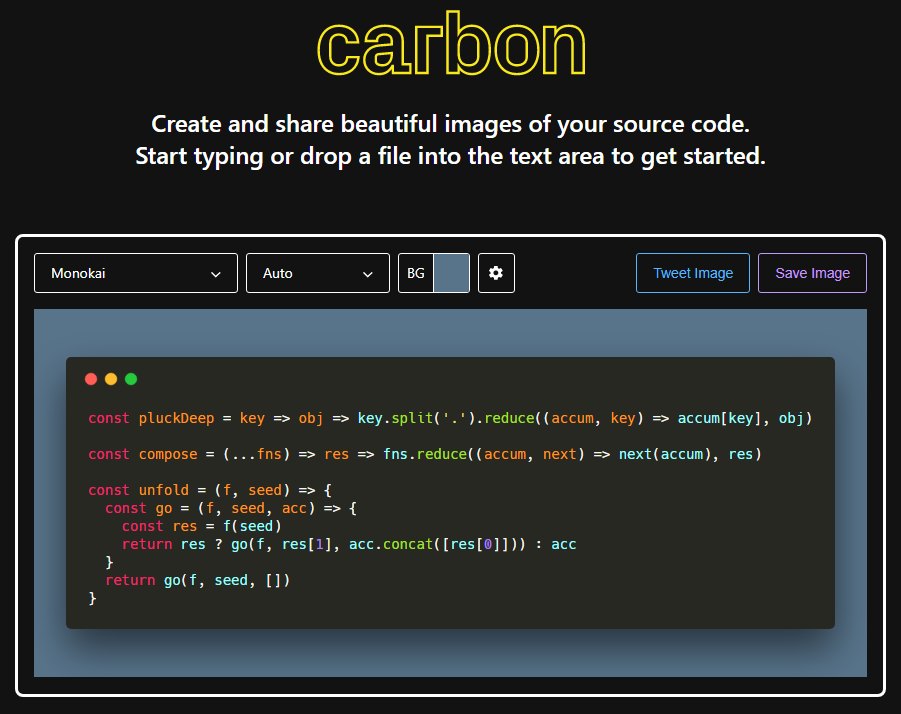 carbon
Create and share beautiful images of your source code.
Start typing or drop a file into the text area to get started.
Monokai Auto BG Tweet Image Save Image
const pluckDeep = key => obj => key.split('.').reduce((accum, key) => accum[key], obj)
const compose = (...fns) => res => fns.reduce((accum, next) => next(accum), res)
const unfold = (f, seed) => {
  const go = (f, seed, acc) => {
    const res = f(seed)
    return res ? go(f, res[1], acc.concat([res[0]])) : acc
  }
  return go(f, seed, [])
}